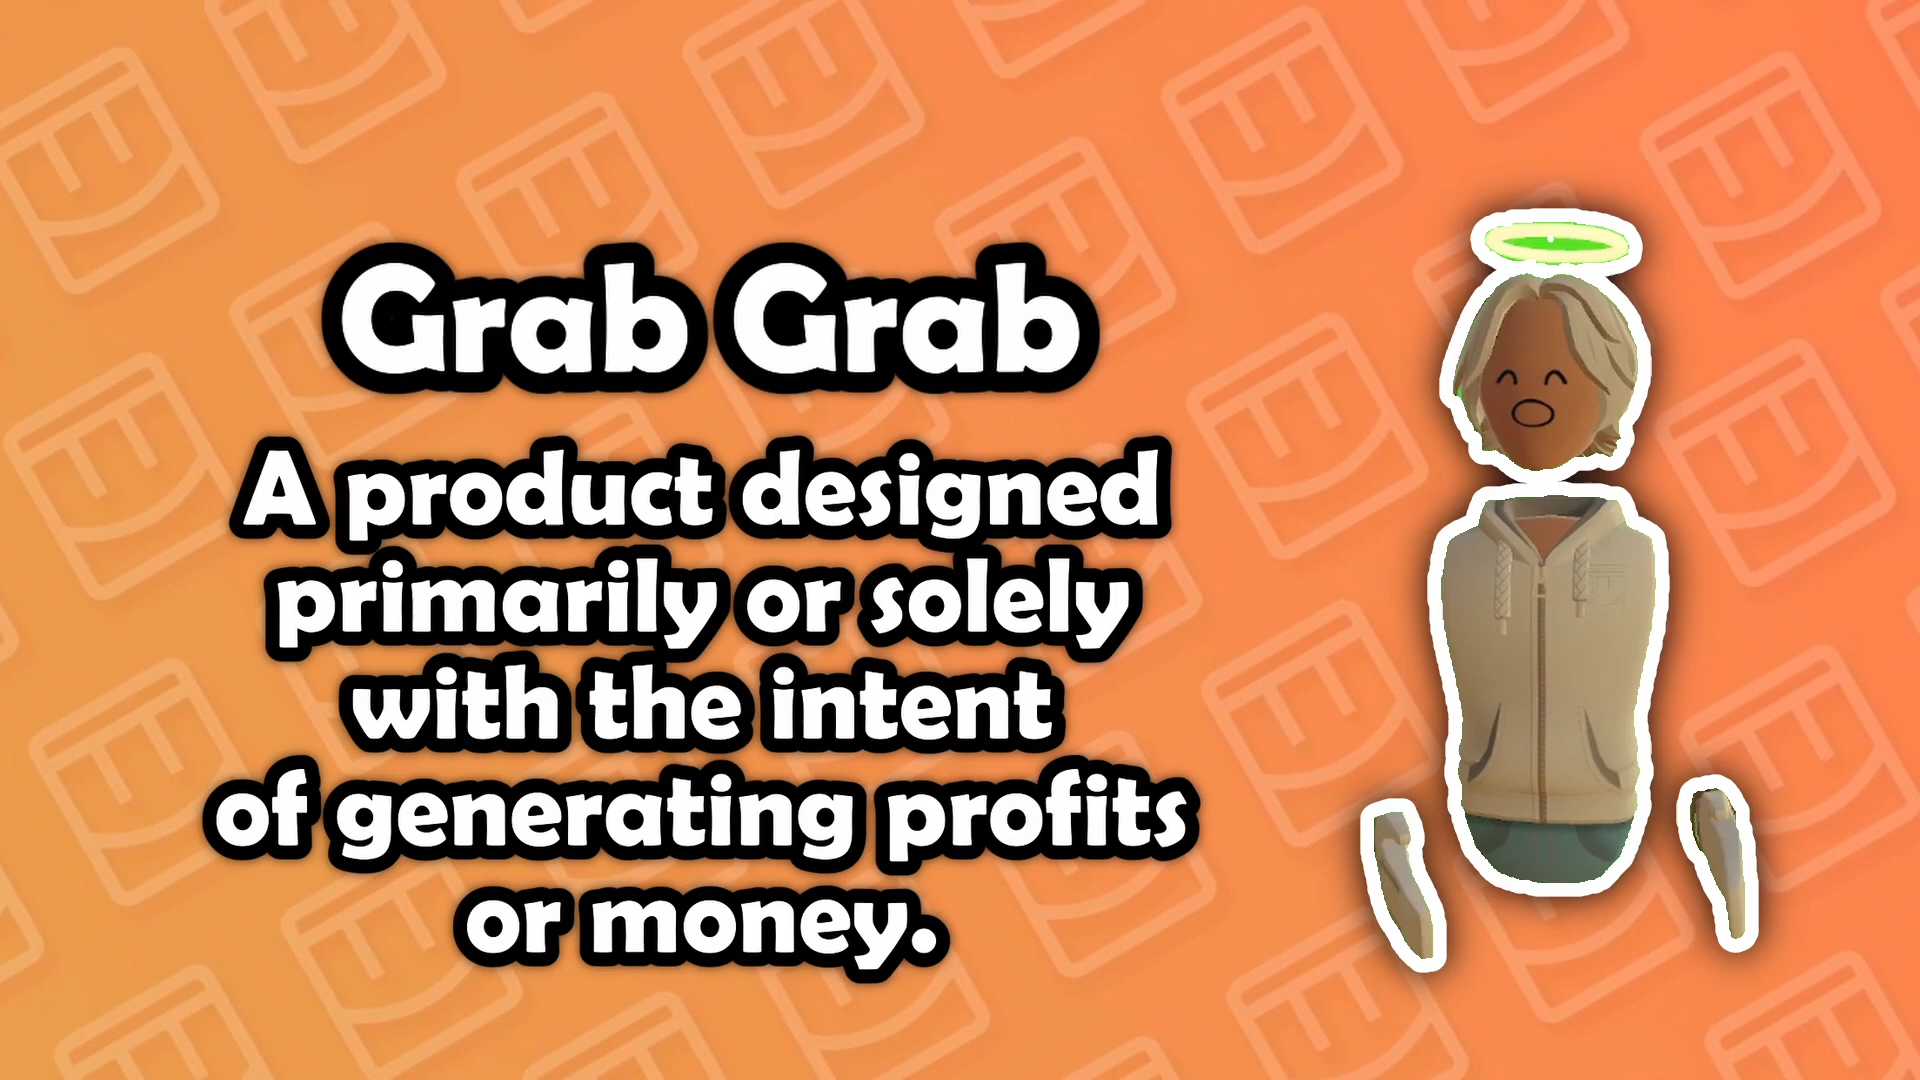 Grab Grab
A product designed
primarily or solely
with the intent
of generating profits
or money.